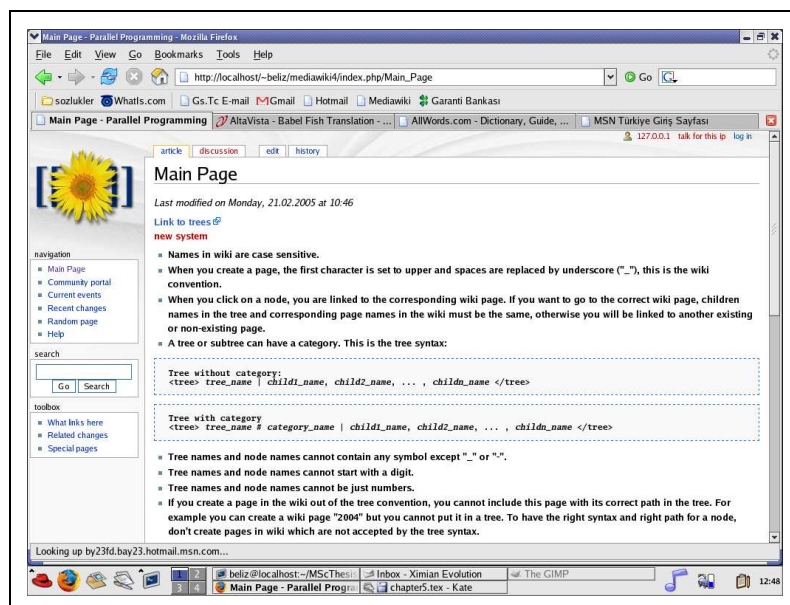 Main Page - Parallel Programming - Mozilla Firefox
File Edit View Go Bookmarks Tools Help
http://localhost/~beliz/mediawiki4/index.php/Main_Page
Go
sozlukler WhatIs.com Gs.Tc E-mail Gmail Hotmail Mediawiki Garanti Bankası
Main Page - Parallel Programming AltaVista - Babel Fish Translation - ... AllWords.com - Dictionary, Guide, ... MSN Türkiye Giriş Sayfası
127.0.0.1 talk for this ip log in
article discussion edit history
Main Page
Last modified on Monday, 21.02.2005 at 10:46
Link to trees
new system
Names in wiki are case sensitive.
When you create a page, the first character is set to upper and spaces are replaced by underscore ("_"), this is the wiki
convention.
When you click on a node, you are linked to the corresponding wiki page. If you want to go to the correct wiki page, children
names in the tree and corresponding page names in the wiki must be the same, otherwise you will be linked to another existing
or non-existing page.
A tree or subtree can have a category. This is the tree syntax:
Tree without category:
<tree> tree_name | child1_name, child2_name, ... , childn_name </tree>
Tree with category
<tree> tree_name # category_name | child1_name, child2_name, ... , childn_name </tree>
Tree names and node names cannot contain any symbol except "_" or "-".
Tree names and node names cannot start with a digit.
Tree names and node names cannot be just numbers.
If you create a page in the wiki out of the tree convention, you cannot include this page with its correct path in the tree. For
example you can create a wiki page "2004" but you cannot put it in a tree. To have the right syntax and right path for a node,
don't create pages in wiki which are not accepted by the tree syntax.
navigation
Main Page
Community portal
Current events
Recent changes
Random page
Help
search
Go Search
toolbox
What links here
Related changes
Special pages
Looking up by23fd.bay23.hotmail.msn.com...
1 2 beliz@localhost:~/MScThesis Inbox - Ximian Evolution The GIMP
3 4 Main Page - Parallel Progra chapter5.tex - Kate
12:48